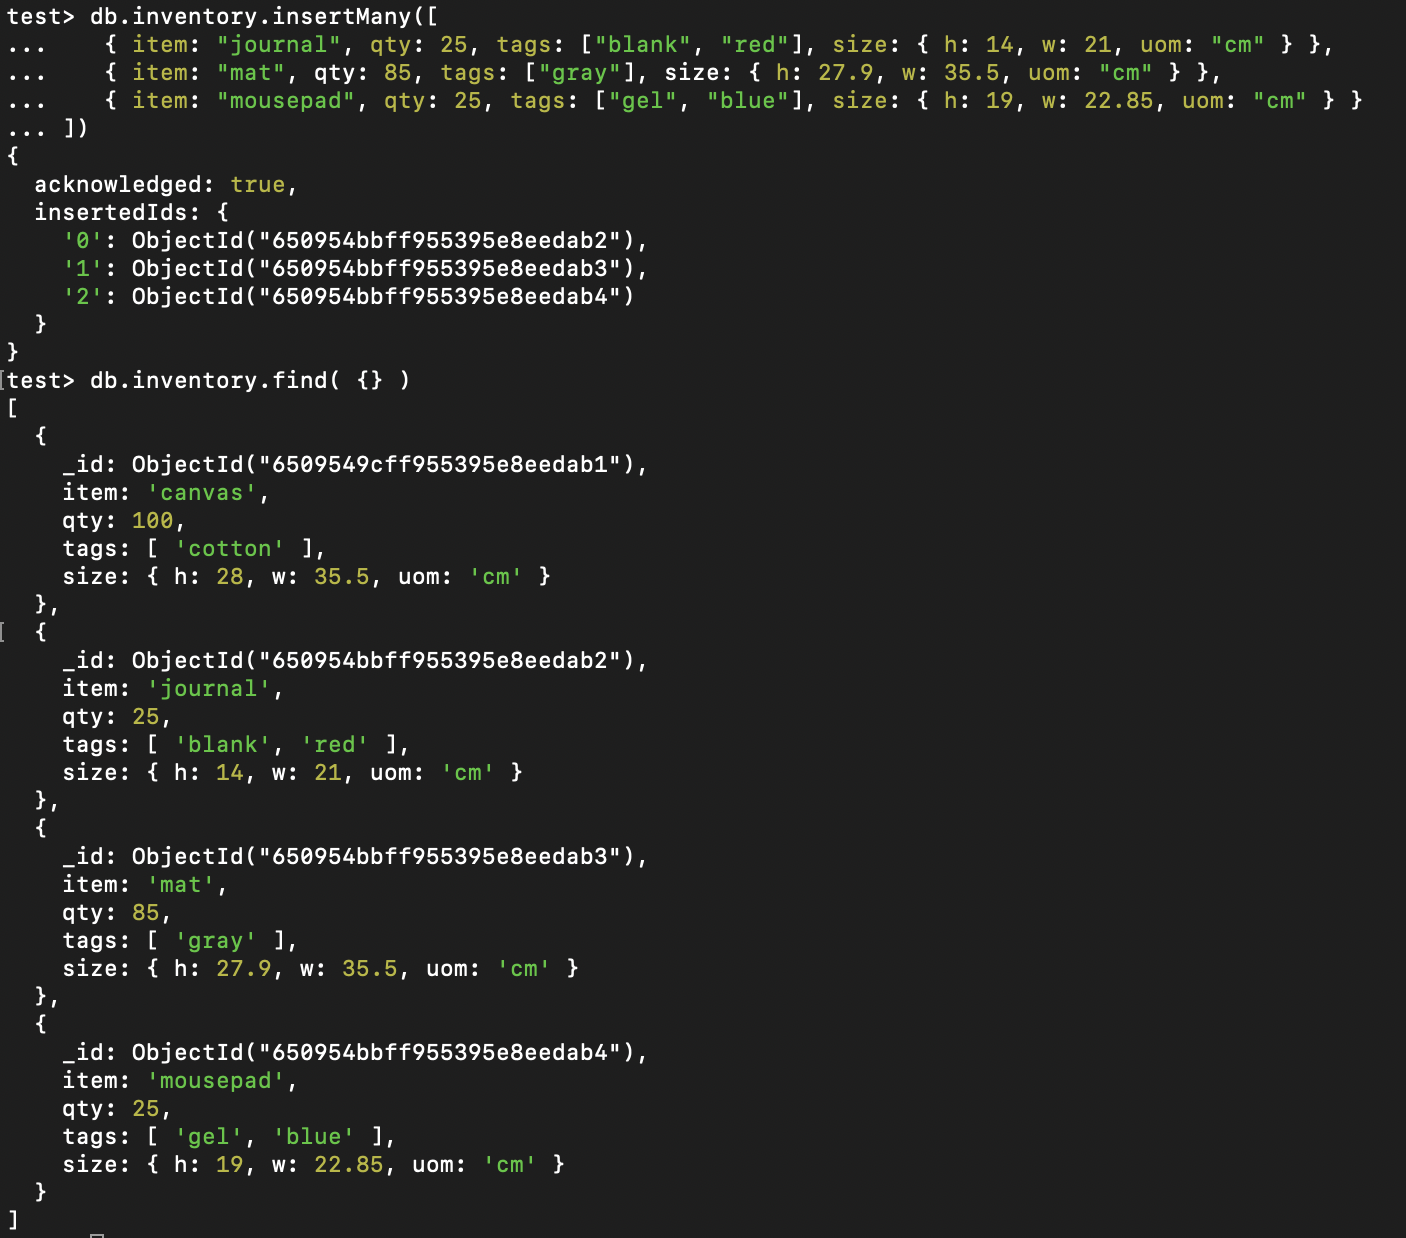 test> db.inventory.insertMany([
...    { item: "journal", qty: 25, tags: ["blank", "red"], size: { h: 14, w: 21, uom: "cm" } },
...    { item: "mat", qty: 85, tags: ["gray"], size: { h: 27.9, w: 35.5, uom: "cm" } },
...    { item: "mousepad", qty: 25, tags: ["gel", "blue"], size: { h: 19, w: 22.85, uom: "cm" } }
... ])
{
  acknowledged: true,
  insertedIds: {
    '0': ObjectId("650954bbff955395e8eedab2"),
    '1': ObjectId("650954bbff955395e8eedab3"),
    '2': ObjectId("650954bbff955395e8eedab4")
  }
}
[test> db.inventory.find( {} )
[
  {
    _id: ObjectId("6509549cff955395e8eedab1"),
    item: 'canvas',
    qty: 100,
    tags: [ 'cotton' ],
    size: { h: 28, w: 35.5, uom: 'cm' }
  },
[  {
    _id: ObjectId("650954bbff955395e8eedab2"),
    item: 'journal',
    qty: 25,
    tags: [ 'blank', 'red' ],
    size: { h: 14, w: 21, uom: 'cm' }
  },
  {
    _id: ObjectId("650954bbff955395e8eedab3"),
    item: 'mat',
    qty: 85,
    tags: [ 'gray' ],
    size: { h: 27.9, w: 35.5, uom: 'cm' }
  },
  {
    _id: ObjectId("650954bbff955395e8eedab4"),
    item: 'mousepad',
    qty: 25,
    tags: [ 'gel', 'blue' ],
    size: { h: 19, w: 22.85, uom: 'cm' }
  }
]